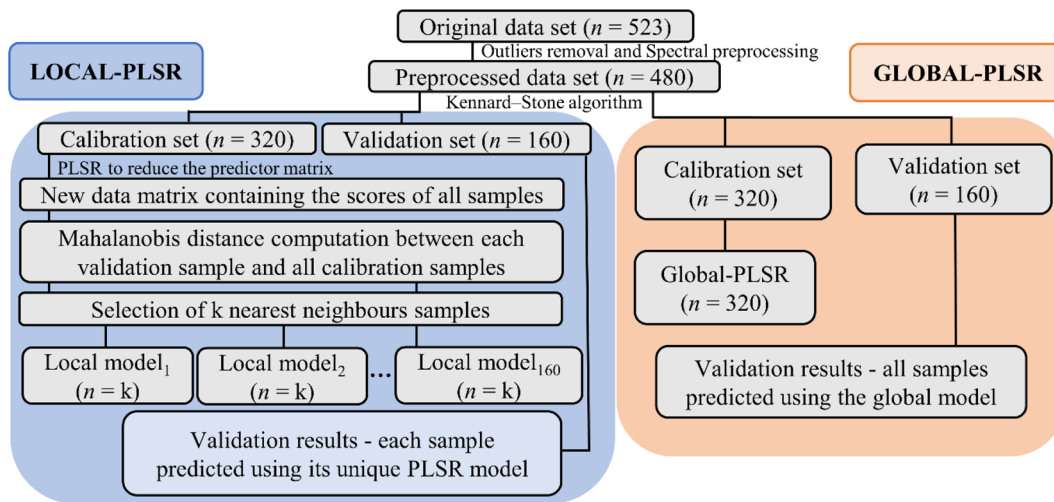 Original data set (n = 523)
Outliers removal and Spectral preprocessing
LOCAL-PLSR
Preprocessed data set (n = 480)
GLOBAL-PLSR
Kennard–Stone algorithm
Calibration set (n = 320)
Validation set (n = 160)
PLSR to reduce the predictor matrix
New data matrix containing the scores of all samples
Mahalanobis distance computation between each
validation sample and all calibration samples
Selection of k nearest neighbours samples
Local model₁
(n = k)
Local model₂
(n = k)
...
Local model₁₆₀
(n = k)
Validation results - each sample
predicted using its unique PLSR model
Calibration set
(n = 320)
Validation set
(n = 160)
Global-PLSR
(n = 320)
Validation results - all samples
predicted using the global model